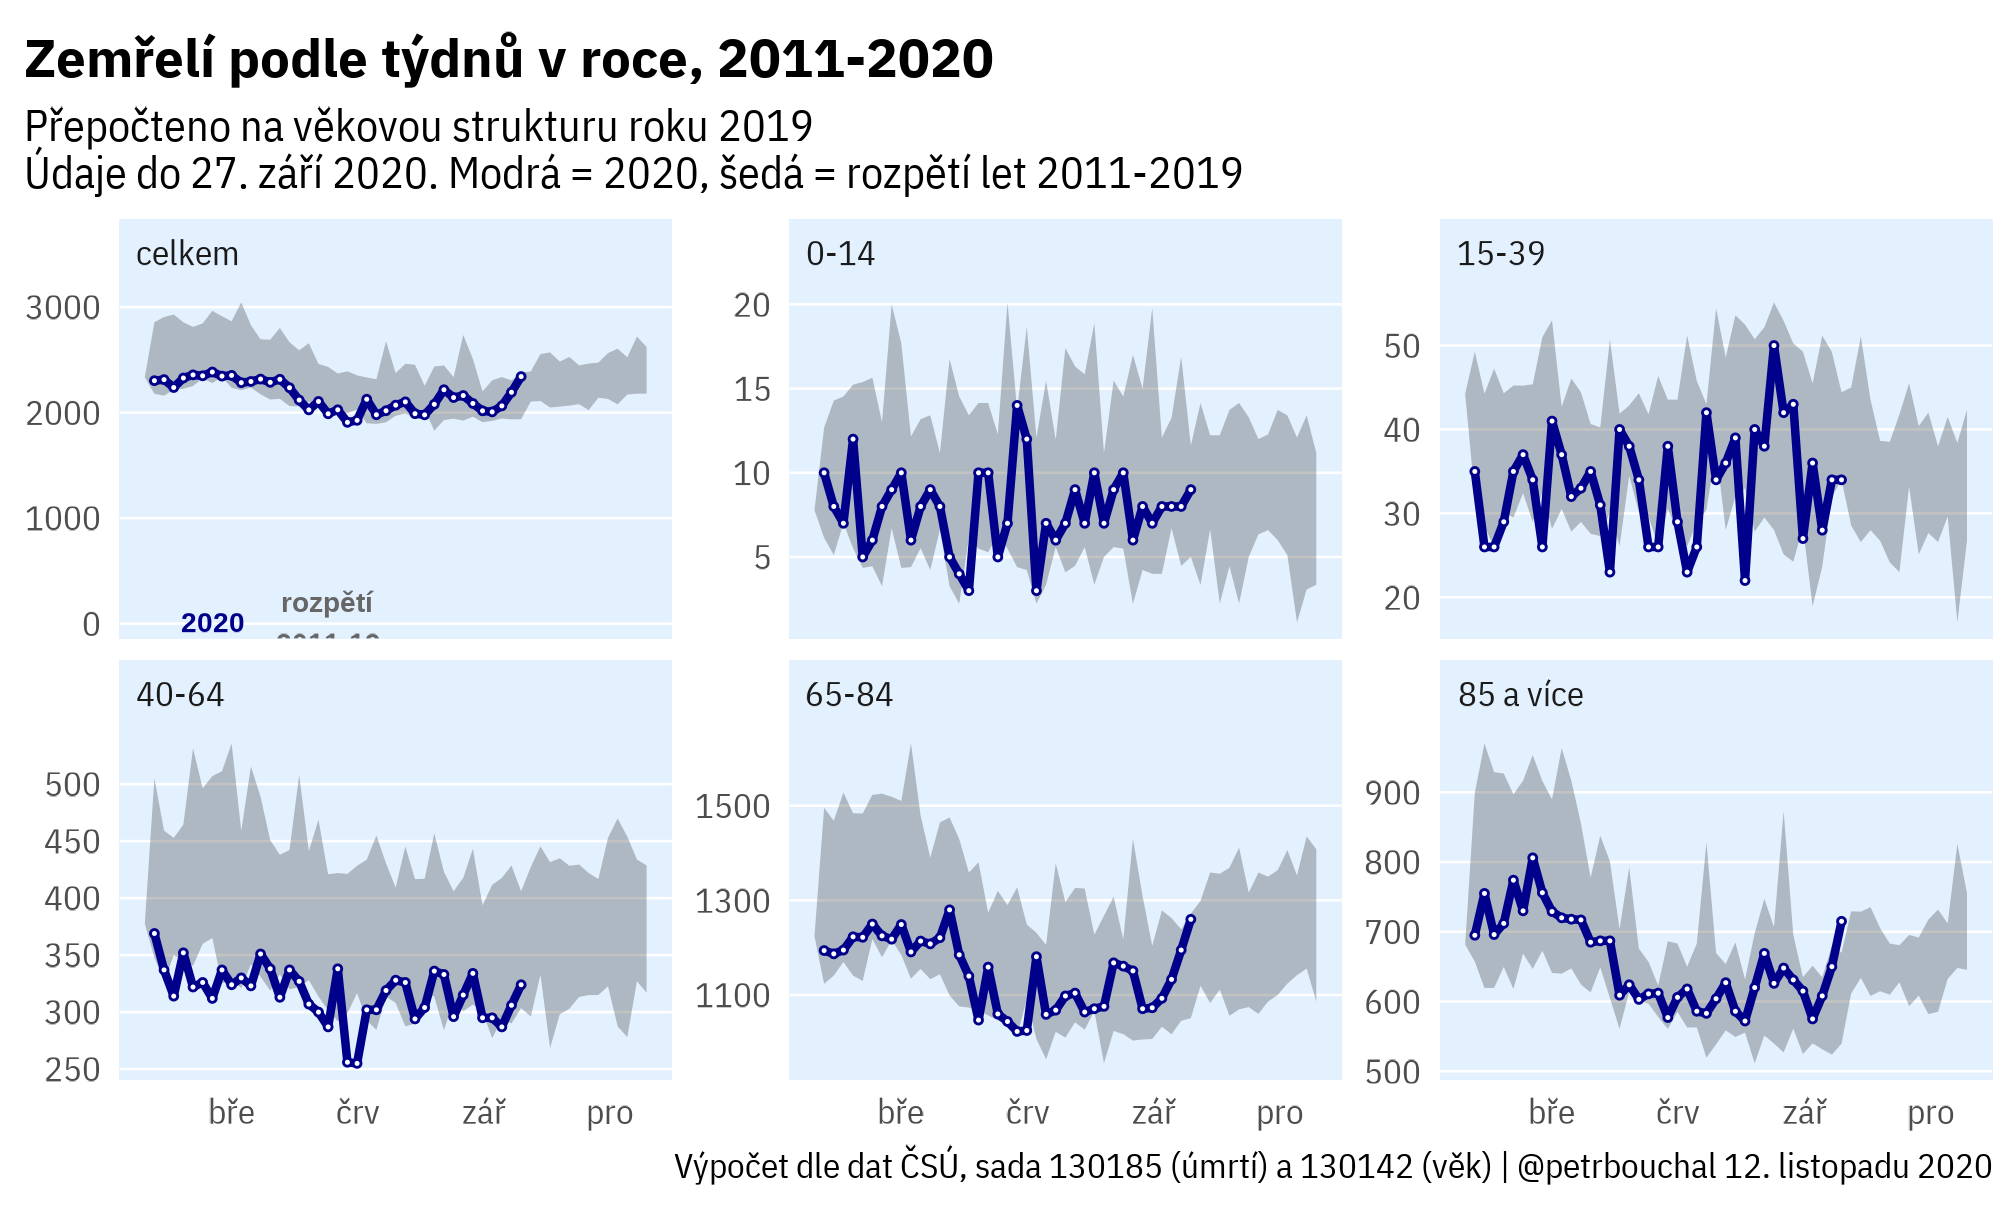 Zemřelí podle týdnů v roce, 2011-2020
Přepočteno na věkovou strukturu roku 2019
Údaje do 27. září 2020. Modrá = 2020, šedá = rozpětí let 2011-2019
celkem
3000
2000
1000
0
2020
rozpětí
2011-19
0-14
20
15
10
5
15-39
50
40
30
20
40-64
500
450
400
350
300
250
bře
črv
zář
pro
65-84
1500
1300
1100
bře
črv
zář
pro
85 a více
900
800
700
600
500
bře
črv
zář
pro
Výpočet dle dat ČSÚ, sada 130185 (úmrtí) a 130142 (věk) | @petrbouchal 12. listopadu 2020